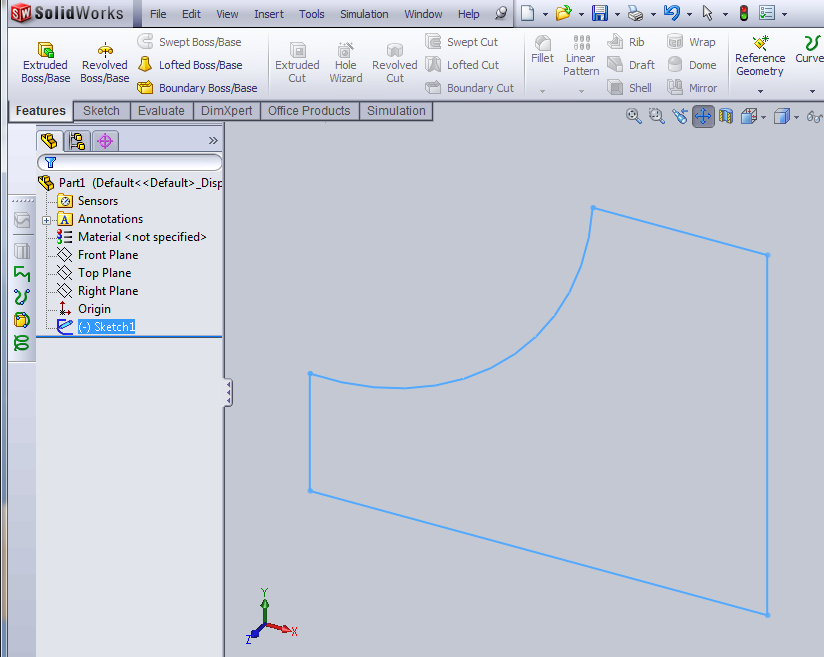 SW SolidWorks File Edit View Insert Tools Simulation Window Help
Extruded Boss/Base
Revolved Boss/Base
Swept Boss/Base
Lofted Boss/Base
Boundary Boss/Base
Extruded Cut
Hole Wizard
Revolved Cut
Swept Cut
Lofted Cut
Boundary Cut
Fillet
Linear Pattern
Rib
Draft
Shell
Wrap
Dome
Mirror
Reference Geometry
Curve
Features Sketch Evaluate DimXpert Office Products Simulation
Part1 (Default<<Default>_Disp
Sensors
A Annotations
Material <not specified>
Front Plane
Top Plane
Right Plane
Origin
(-) Sketch1
Y
X
Z